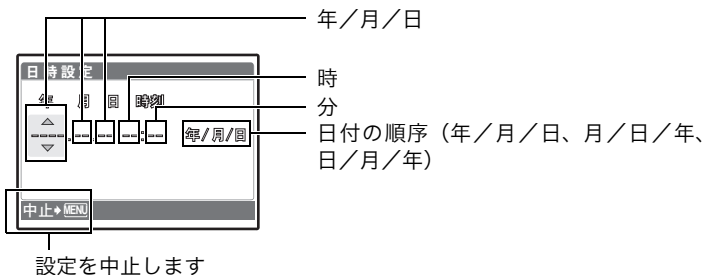 年／月／日
日時設定
年 月 日 時刻
----.--.-- --:-- 年/月/日
時
分
日付の順序（年／月／日、月／日／年、
日／月／年）
中止→MENU
設定を中止します